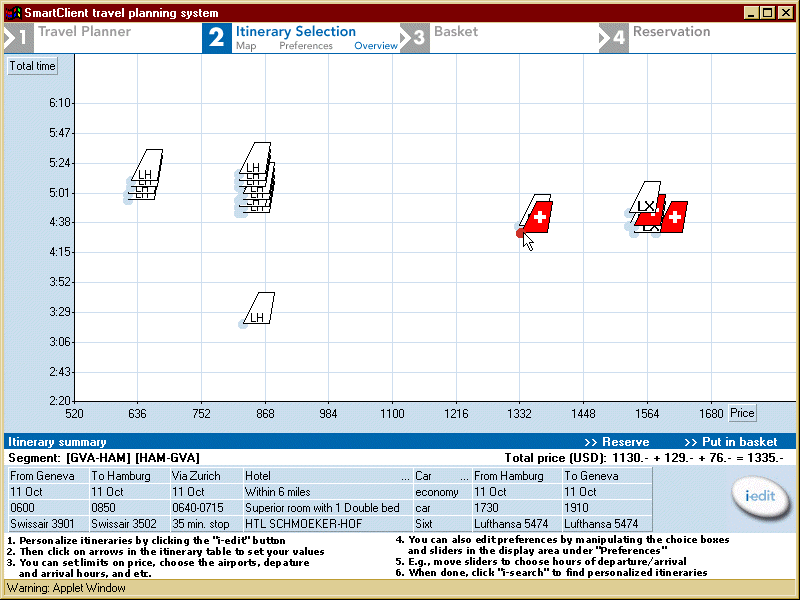 SmartClient travel planning system
1 Travel Planner
2 Itinerary Selection
Map Preferences Overview
3 Basket
4 Reservation
Total time
6:10
5:47
5:24
5:01
4:38
4:15
3:52
3:29
3:06
2:43
2:20
LH
LH
LH
LH
LH
LH
LH
LH
LX
LX
520 636 752 868 984 1100 1216 1332 1448 1564 1680 Price
Itinerary summary >> Reserve >> Put in basket
Segment: [GVA-HAM] [HAM-GVA] Total price (USD): 1130.- + 129.- + 76.- = 1335.-
From Geneva To Hamburg Via Zurich Hotel ... Car ... From Hamburg To Geneva
11 Oct 11 Oct 11 Oct Within 6 miles economy 11 Oct 11 Oct
0600 0850 0640-0715 Superior room with 1 Double bed car 1730 1910
Swissair 3901 Swissair 3502 35 min. stop HTL SCHMOEKER-HOF Sixt Lufthansa 5474 Lufthansa 5474
i-edit
1. Personalize itineraries by clicking the "i-edit" button
2. Then click on arrows in the itinerary table to set your values
3. You can set limits on price, choose the airports, depature
and arrival hours, and etc.
4. You can also edit preferences by manipulating the choice boxes
and sliders in the display area under "Preferences"
5. E.g., move sliders to choose hours of departure/arrival
6. When done, click "i-search" to find personalized itineraries
Warning: Applet Window